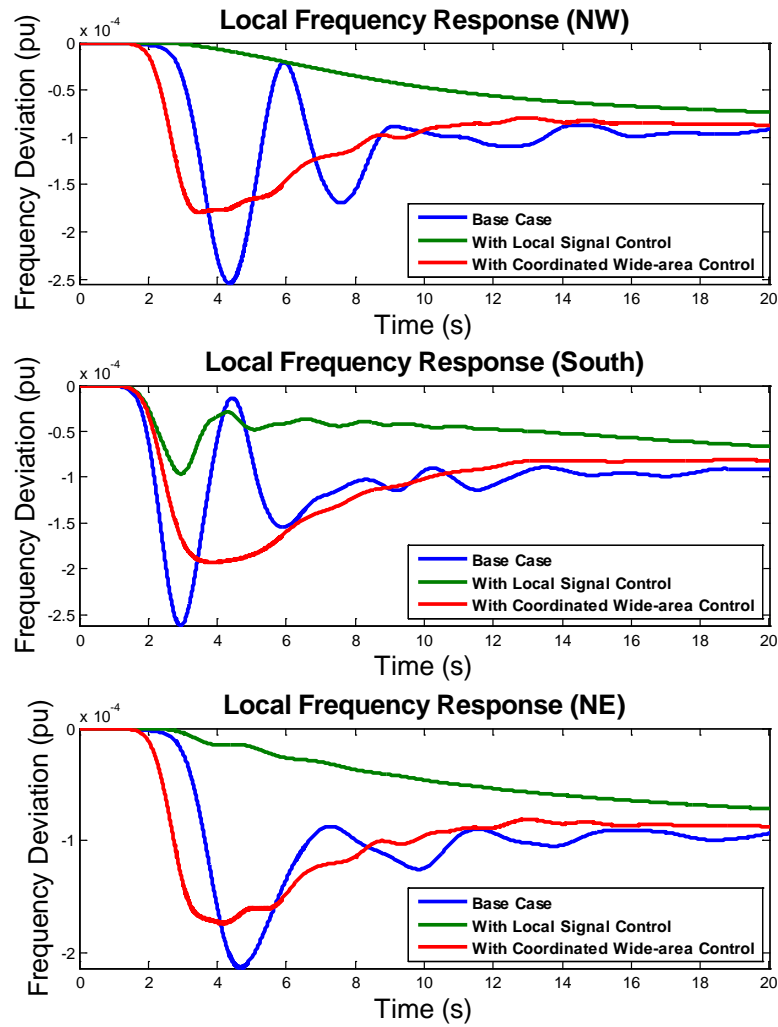 Local Frequency Response (NW)
x 10⁻⁴
Frequency Deviation (pu)
0
-0.5
-1
-1.5
-2
-2.5
Base Case
With Local Signal Control
With Coordinated Wide-area Control
0 2 4 6 8 10 12 14 16 18 20
Time (s)
Local Frequency Response (South)
x 10⁻⁴
Frequency Deviation (pu)
0
-0.5
-1
-1.5
-2
-2.5
Base Case
With Local Signal Control
With Coordinated Wide-area Control
0 2 4 6 8 10 12 14 16 18 20
Time (s)
Local Frequency Response (NE)
x 10⁻⁴
Frequency Deviation (pu)
0
-1
-2
Base Case
With Local Signal Control
With Coordinated Wide-area Control
0 2 4 6 8 10 12 14 16 18 20
Time (s)